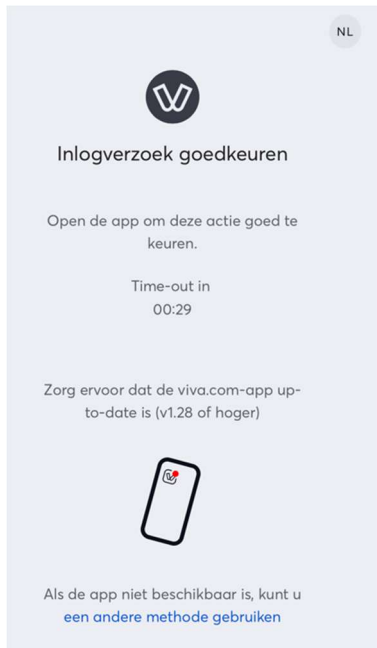 NL
Inlogverzoek goedkeuren
Open de app om deze actie goed te
keuren.
Time-out in
00:29
Zorg ervoor dat de viva.com-app up-
to-date is (v1.28 of hoger)
Als de app niet beschikbaar is, kunt u
een andere methode gebruiken